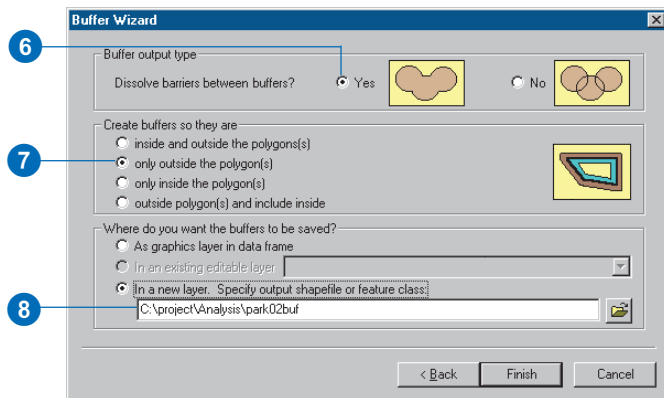 Buffer Wizard
6
Buffer output type
Dissolve barriers between buffers? Yes No
Create buffers so they are
inside and outside the polygons(s)
7
only outside the polygon(s)
only inside the polygon(s)
outside polygon(s) and include inside
Where do you want the buffers to be saved?
As graphics layer in data frame
In an existing editable layer
In a new layer. Specify output shapefile or feature class:
8
C:\project\Analysis\park02buf
< Back Finish Cancel